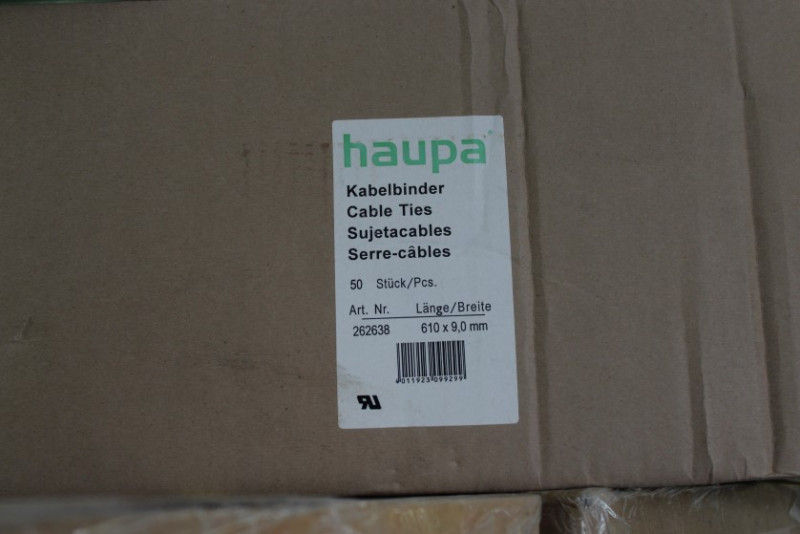 haupa
Kabelbinder
Cable Ties
Sujetacables
Serre-câbles
50 Stück/Pcs.
Art. Nr. Länge/Breite
262638 610 x 9,0 mm
4011923099299